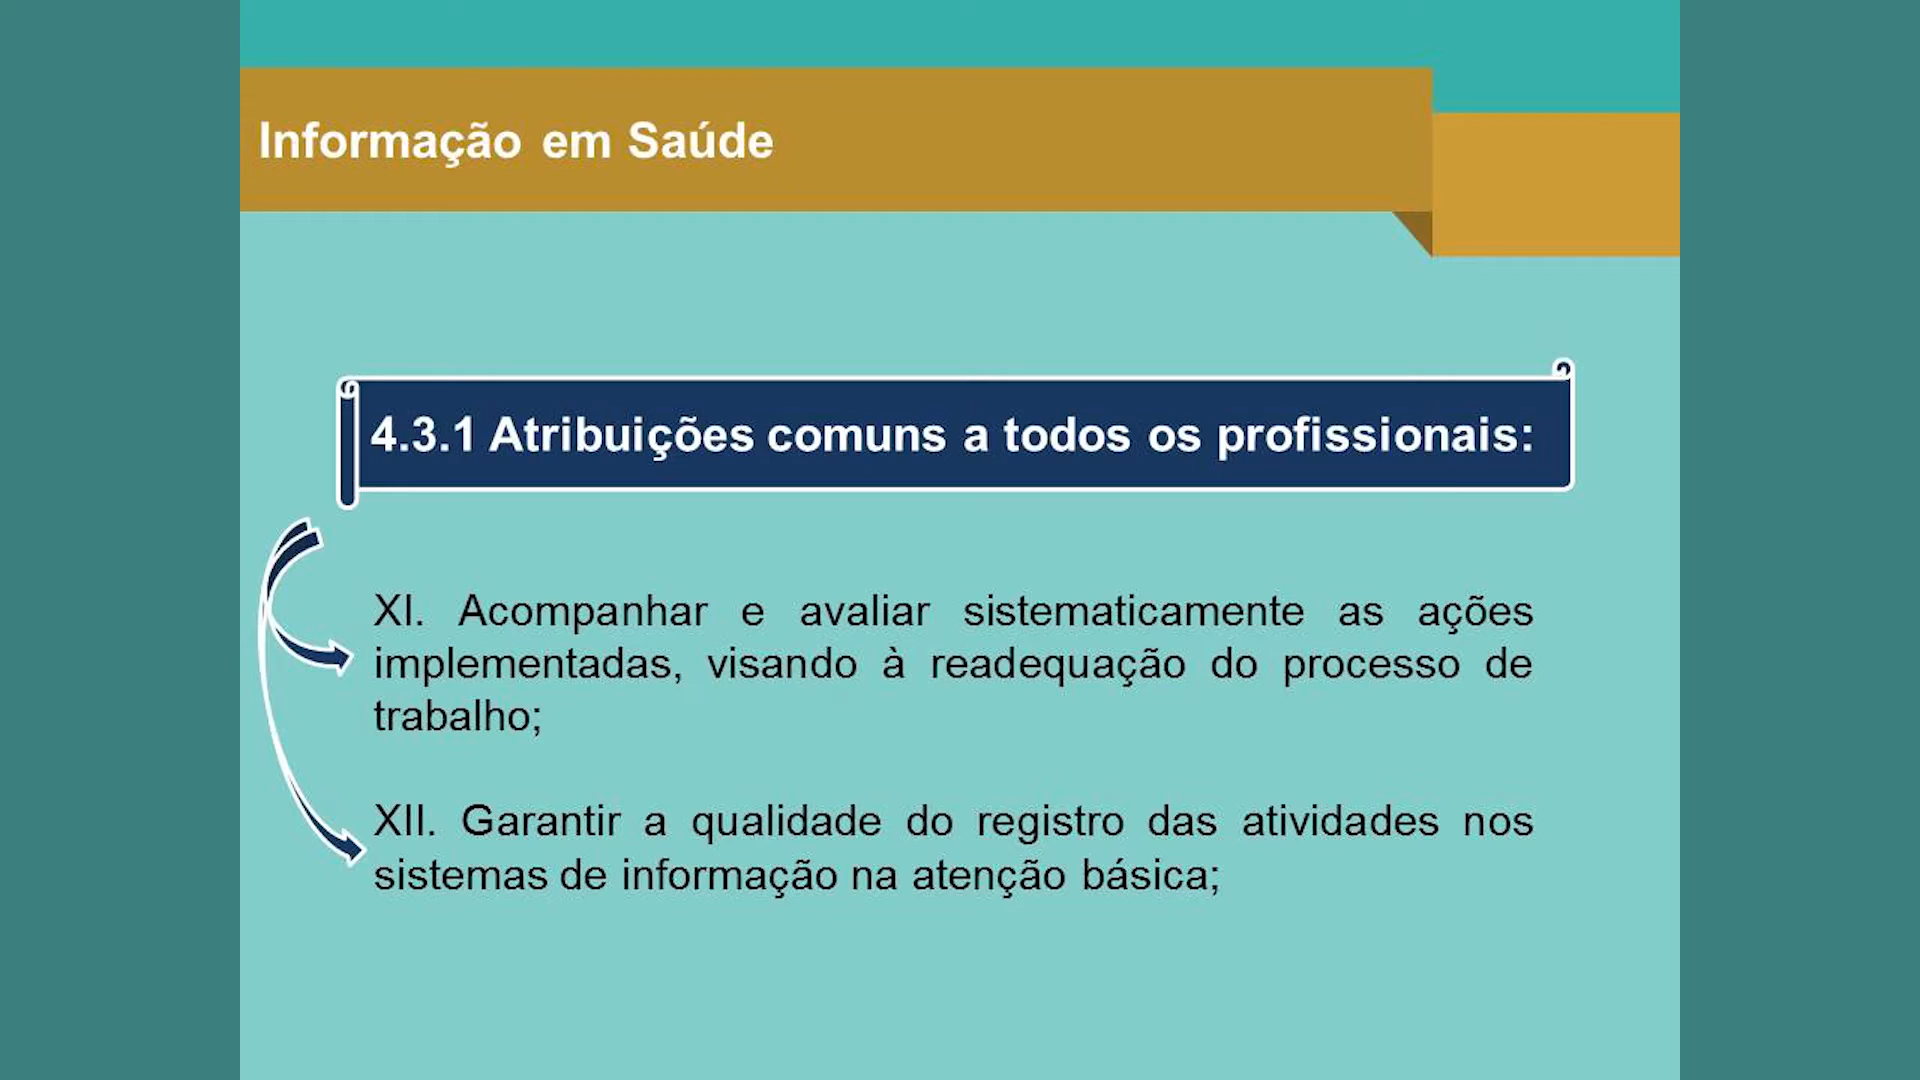 Informação em Saúde
4.3.1 Atribuições comuns a todos os profissionais:
XI. Acompanhar e avaliar sistematicamente as ações
implementadas, visando à readequação do processo de
trabalho;
XII. Garantir a qualidade do registro das atividades nos
sistemas de informação na atenção básica;